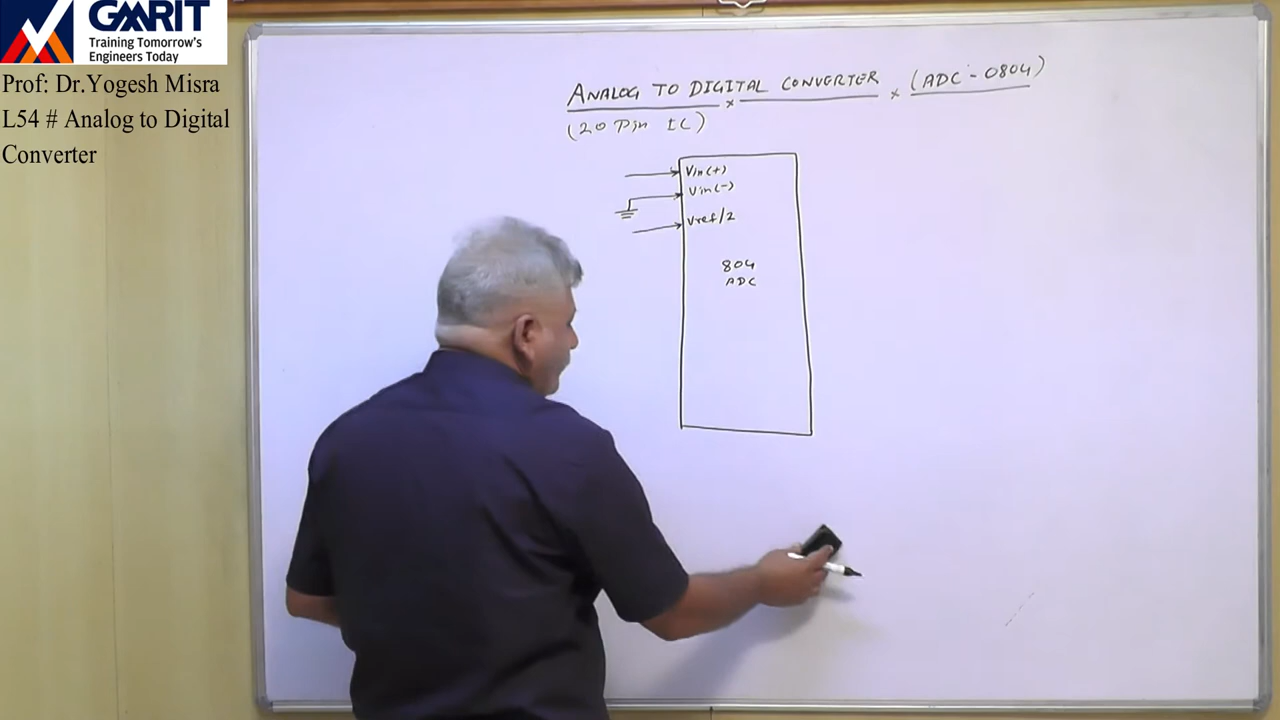 GMRIT
Training Tomorrow's
Engineers Today
Prof: Dr.Yogesh Misra
L54 # Analog to Digital
Converter
ANALOG TO DIGITAL CONVERTER (ADC - 0804)
(20 Pin IC)
Vin(+)
Vin(-)
Vref/2
804
ADC